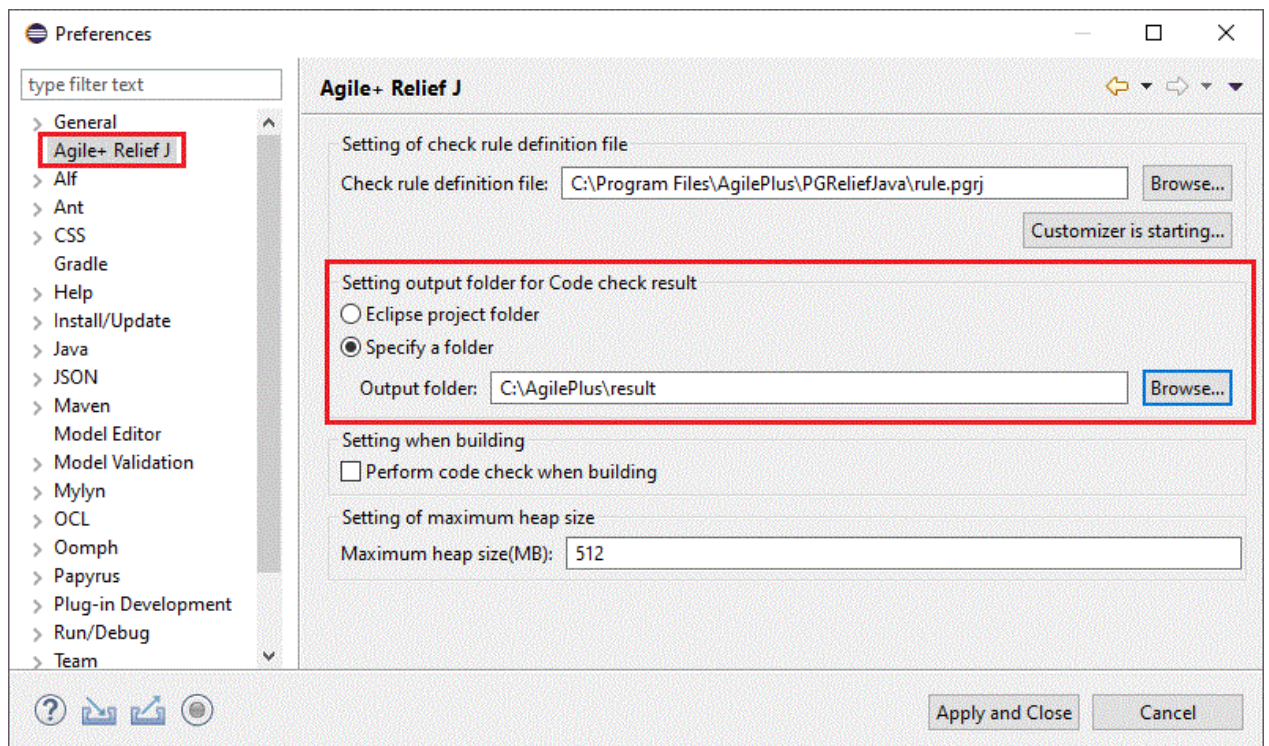 Preferences
type filter text
General
Agile+ Relief J
Alf
Ant
CSS
Gradle
Help
Install/Update
Java
JSON
Maven
Model Editor
Model Validation
Mylyn
OCL
Oomph
Papyrus
Plug-in Development
Run/Debug
Team
Agile+ Relief J
Setting of check rule definition file
Check rule definition file: C:\Program Files\AgilePlus\PGReliefJava\rule.pgrj Browse...
Customizer is starting...
Setting output folder for Code check result
Eclipse project folder
Specify a folder
Output folder: C:\AgilePlus\result Browse...
Setting when building
Perform code check when building
Setting of maximum heap size
Maximum heap size(MB): 512
Apply and Close Cancel